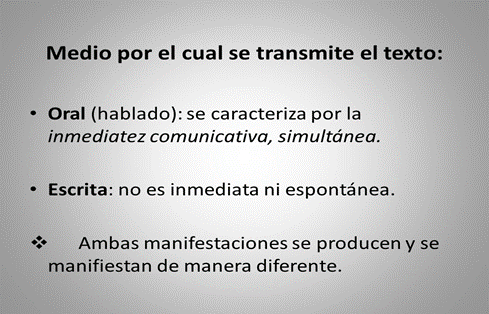 Medio por el cual se transmite el texto:
• Oral (hablado): se caracteriza por la
inmediatez comunicativa, simultánea.
• Escrita: no es inmediata ni espontánea.
❖ Ambas manifestaciones se producen y se
manifiestan de manera diferente.